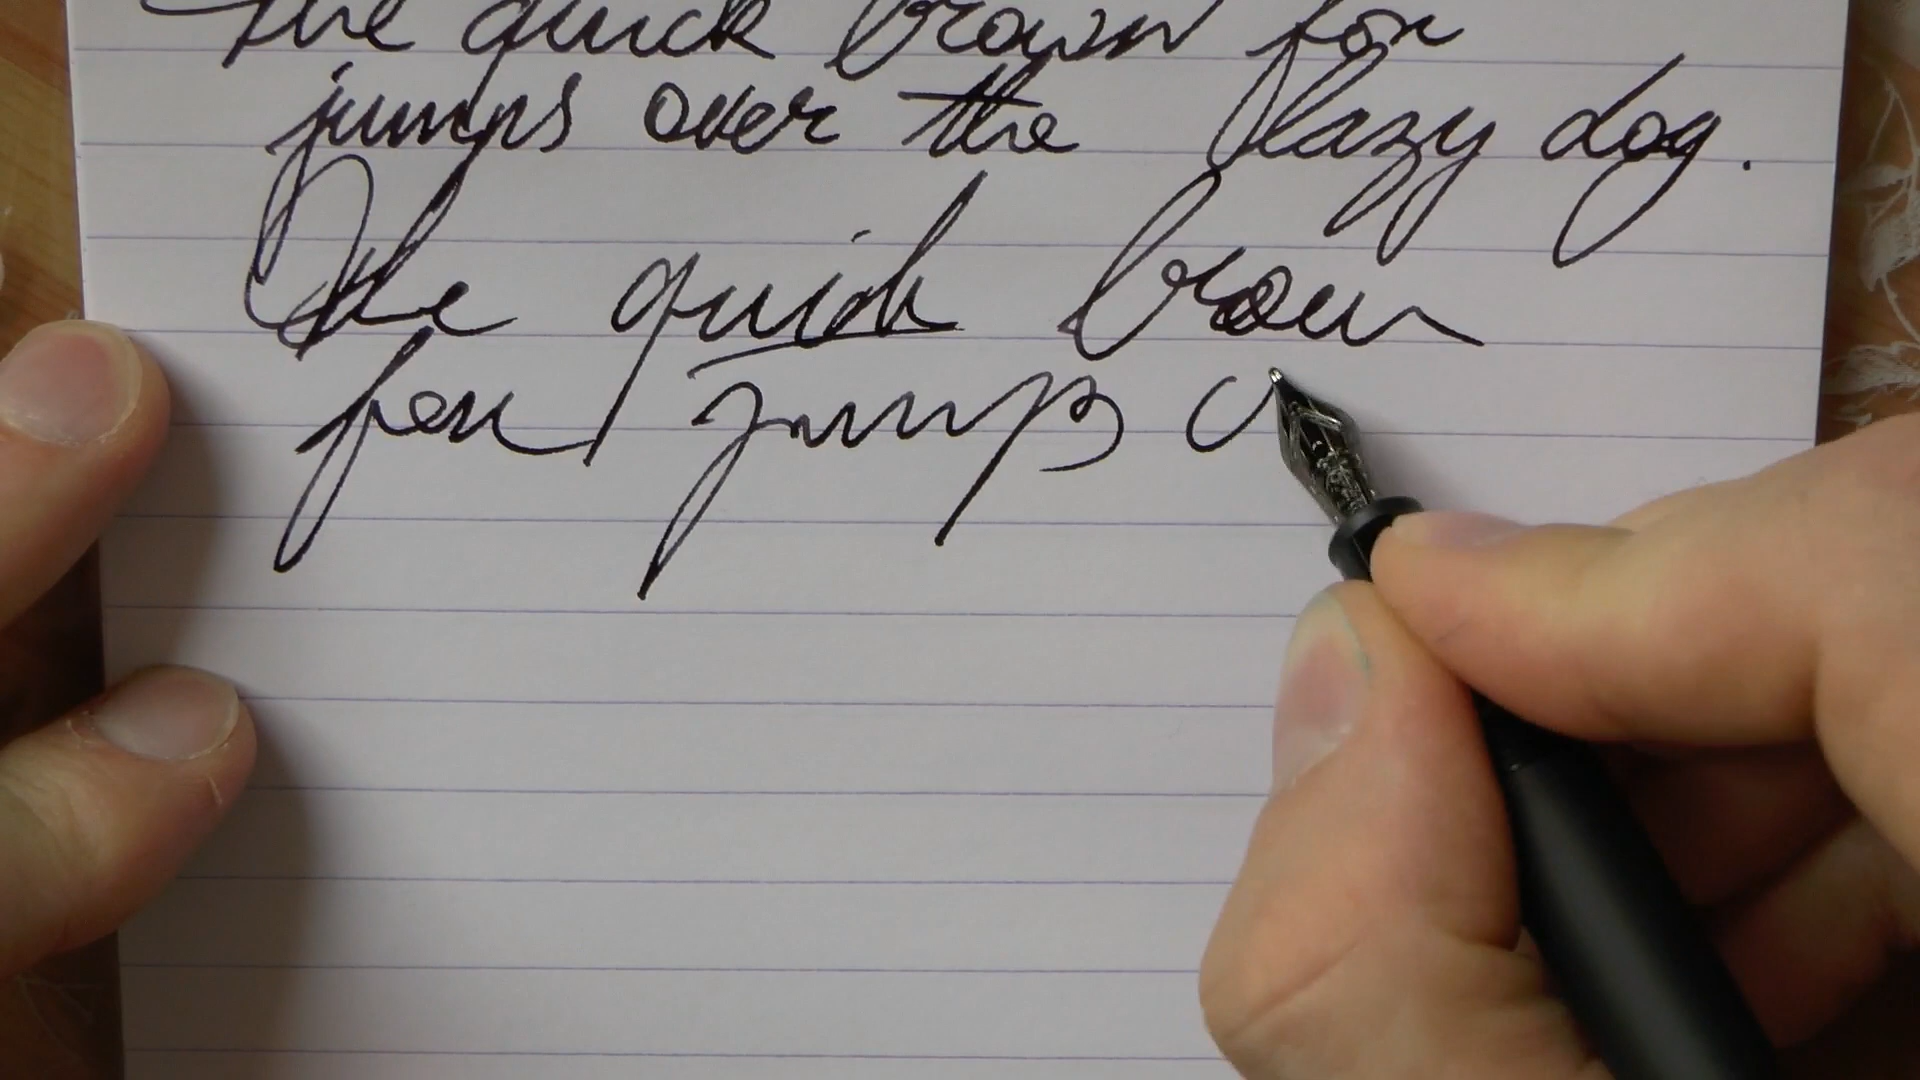 the quick brown fox
jumps over the lazy dog.
The quick brown
fox jumps o